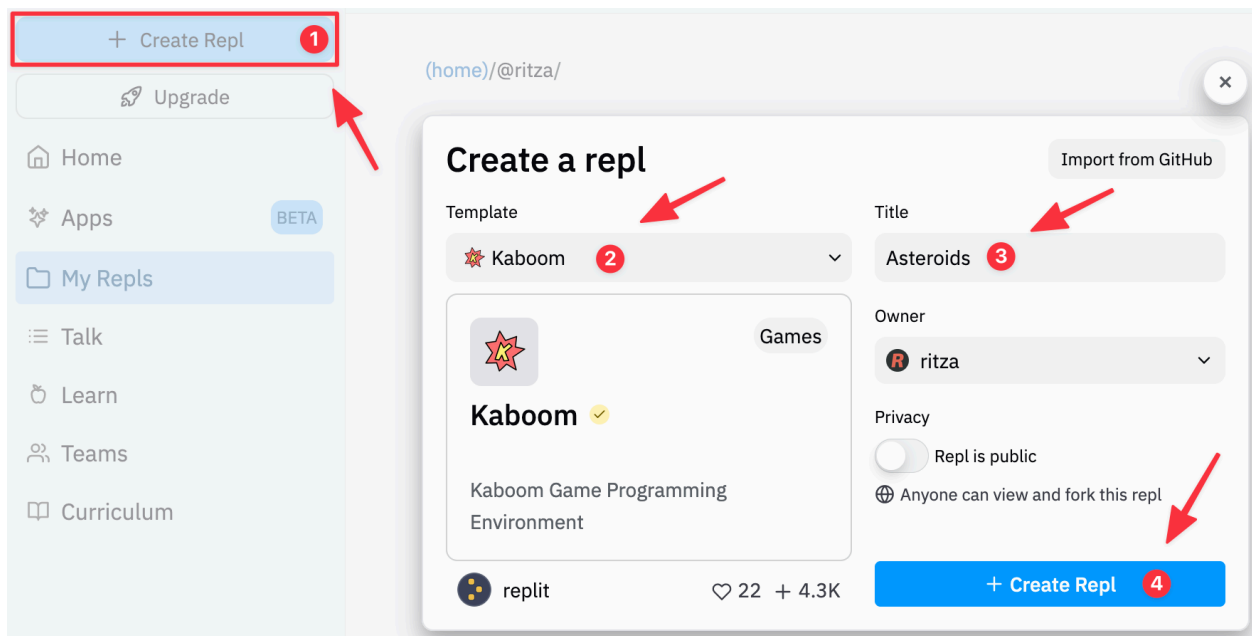 + Create Repl 1
Upgrade
Home
Apps BETA
My Repls
Talk
Learn
Teams
Curriculum
(home)/@ritza/
Create a repl
Import from GitHub
Template
Kaboom 2
K
Games
Kaboom
Kaboom Game Programming
Environment
replit
22 + 4.3K
Title
Asteroids 3
Owner
R ritza
Privacy
Repl is public
Anyone can view and fork this repl
+ Create Repl 4